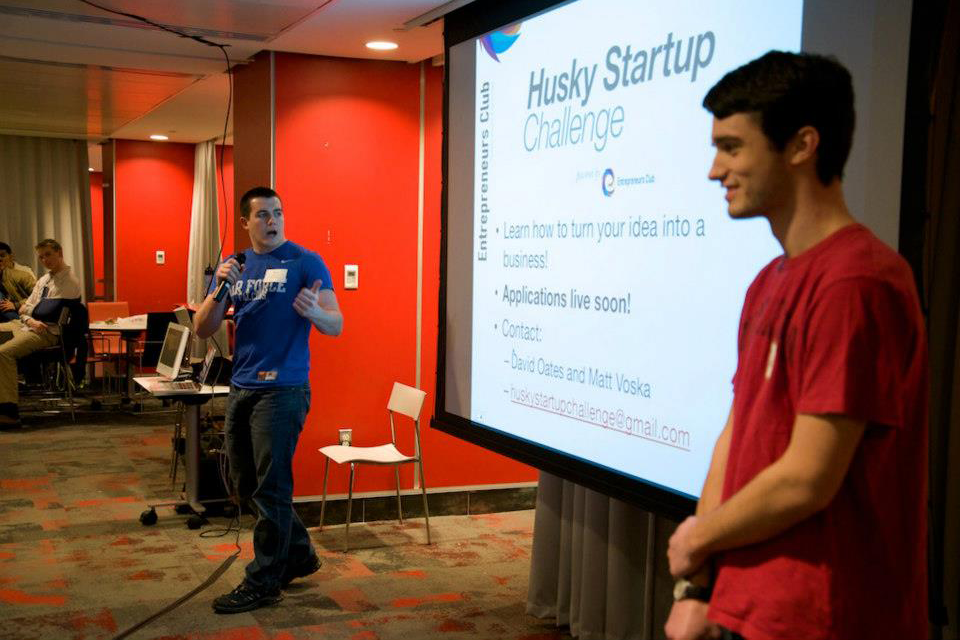 Entrepreneurs Club
Husky Startup
Challenge
Entrepreneurs Club
• Learn how to turn your idea into a
business!
• Applications live soon!
• Contact:
– David Oates and Matt Voska
– huskystartupchallenge@gmail.com
AIR FORCE